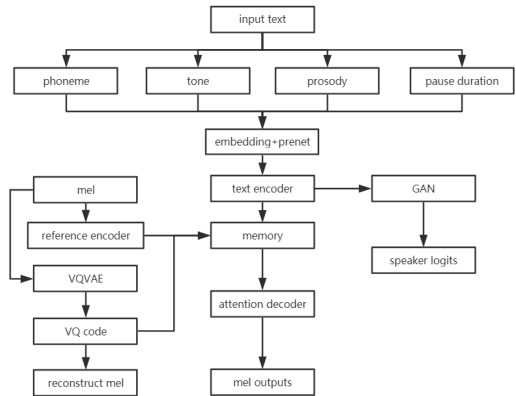 input text
phoneme
tone
prosody
pause duration
embedding+prenet
mel
text encoder
GAN
reference encoder
memory
speaker logits
VQVAE
attention decoder
VQ code
reconstruct mel
mel outputs